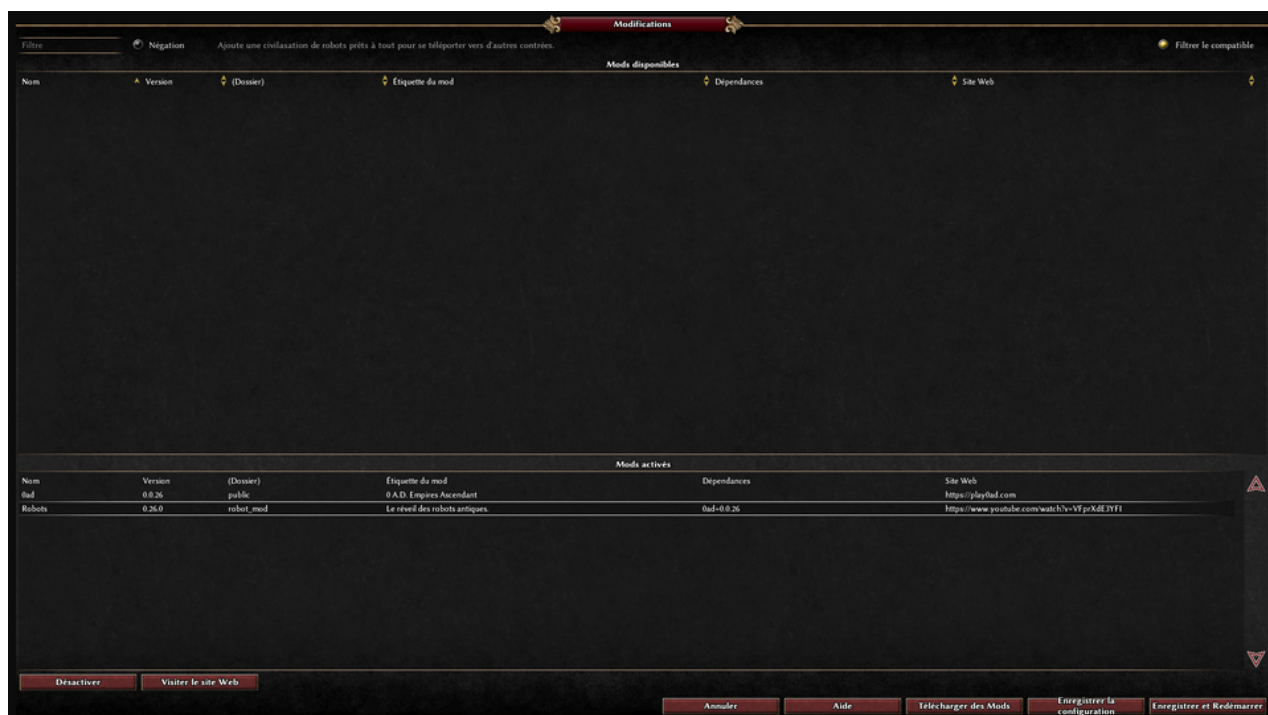 Modifications
Filtre Négation Ajoute une civilasation de robots prêts à tout pour se téléporter vers d'autres contrées. Filtrer le compatible
Mods disponibles
Nom Version (Dossier) Étiquette du mod Dépendances Site Web
Mods activés
Nom Version (Dossier) Étiquette du mod Dépendances Site Web
0ad 0.0.26 public 0 A.D. Empires Ascendant https://play0ad.com
Robots 0.26.0 robot_mod Le réveil des robots antiques. 0ad=0.0.26 https://www.youtube.com/watch?v=VFprXdE3YFI
Désactiver Visiter le site Web
Annuler Aide Télécharger des Mods Enregistrer la configuration Enregistrer et Redémarrer